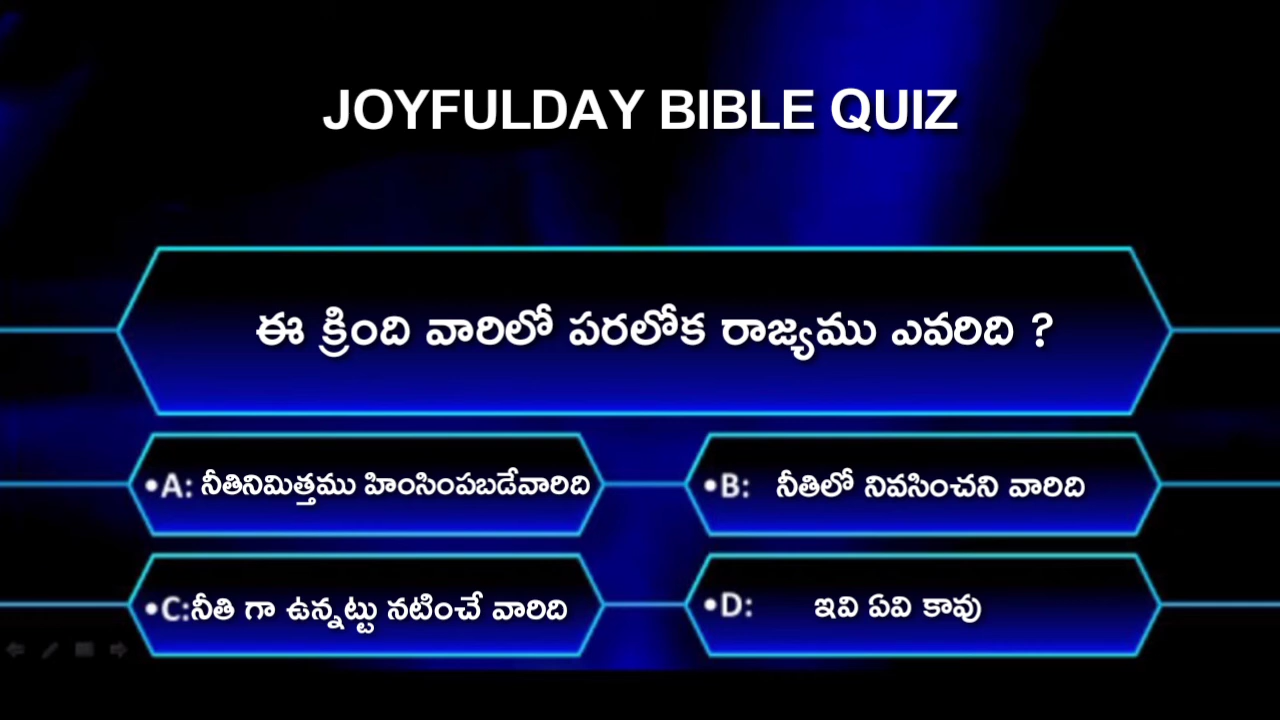 JOYFULDAY BIBLE QUIZ
ఈ క్రింది వారిలో పరలోక రాజ్యము ఎవరిది ?
•A: నీతినిమిత్తము హింసింపబడేవారిది
•B: నీతిలో నివసించని వారిది
•C:నీతి గా ఉన్నట్టు నటించే వారిది
•D: ఇవి ఏవి కావు